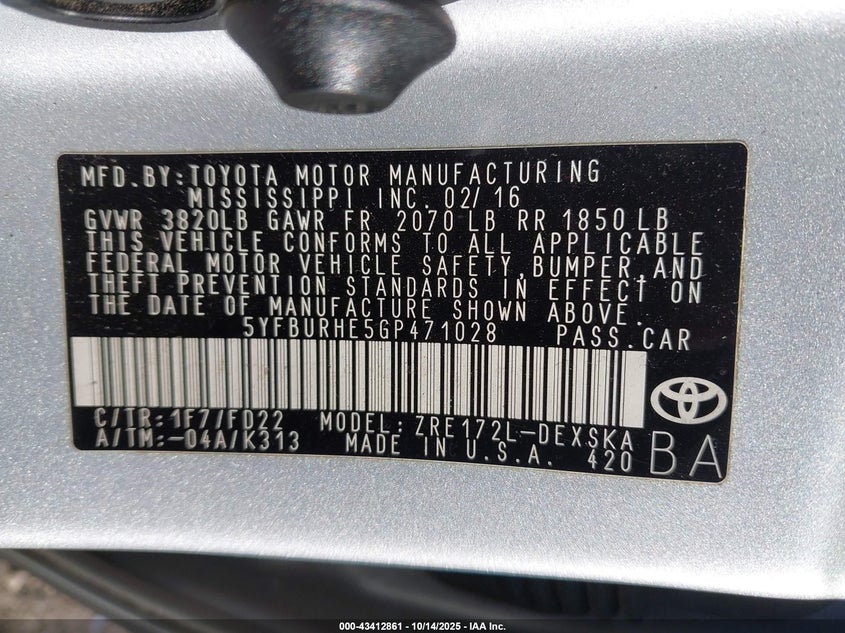 MFD.BY:TOYOTA MOTOR MANUFACTURING
MISSISSIPPI INC. 02/16
GVWR 3820LB GAWR FR 2070 LB RR 1850 LB
THIS VEHICLE CONFORMS TO ALL APPLICABLE
FEDERAL MOTOR VEHICLE SAFETY,BUMPER,AND
THEFT PREVENTION STANDARDS IN EFFECT ON
THE DATE OF MANUFACTURE SHOWN ABOVE.
5YFBURHE5GP471028 PASS.CAR
C/TR:1F7/FD22 MODEL:ZRE172L-DEXSKA
A/TM:-04A/K313 MADE IN U.S.A. 420 BA
000-43412861 | 10/14/2025 | IAA Inc.